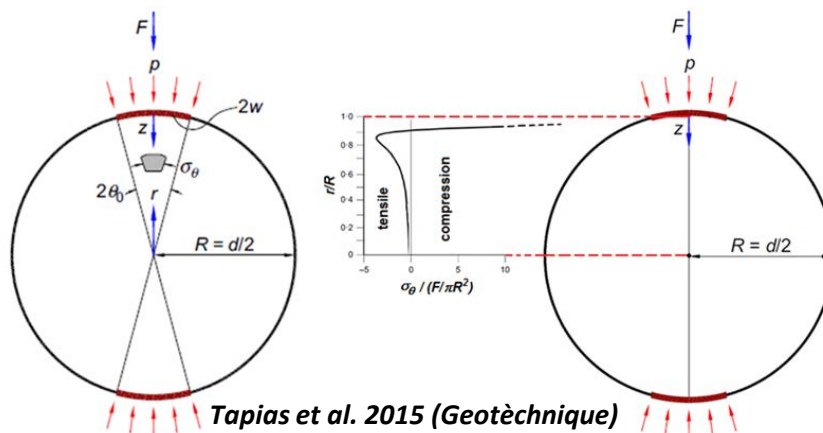 F
p
2w
z
σθ
2θ0
r
R = d/2
r/R
1·0
0·8
0·6
0·4
0·2
0
tensile
compression
−5
0
5
10
σθ / (F/πR²)
F
p
z
R = d/2
Tapias et al. 2015 (Geotèchnique)